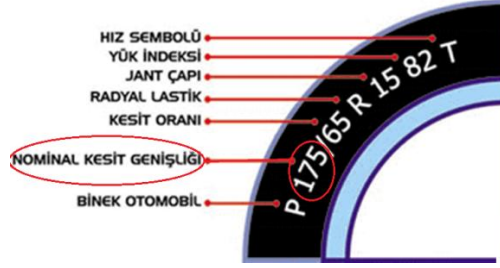 HIZ SEMBOLÜ
YÜK İNDEKSİ
JANT ÇAPI
RADYAL LASTİK
KESİT ORANI
NOMİNAL KESİT GENİŞLİĞİ
BİNEK OTOMOBİL
P 175/65 R 15 82 T